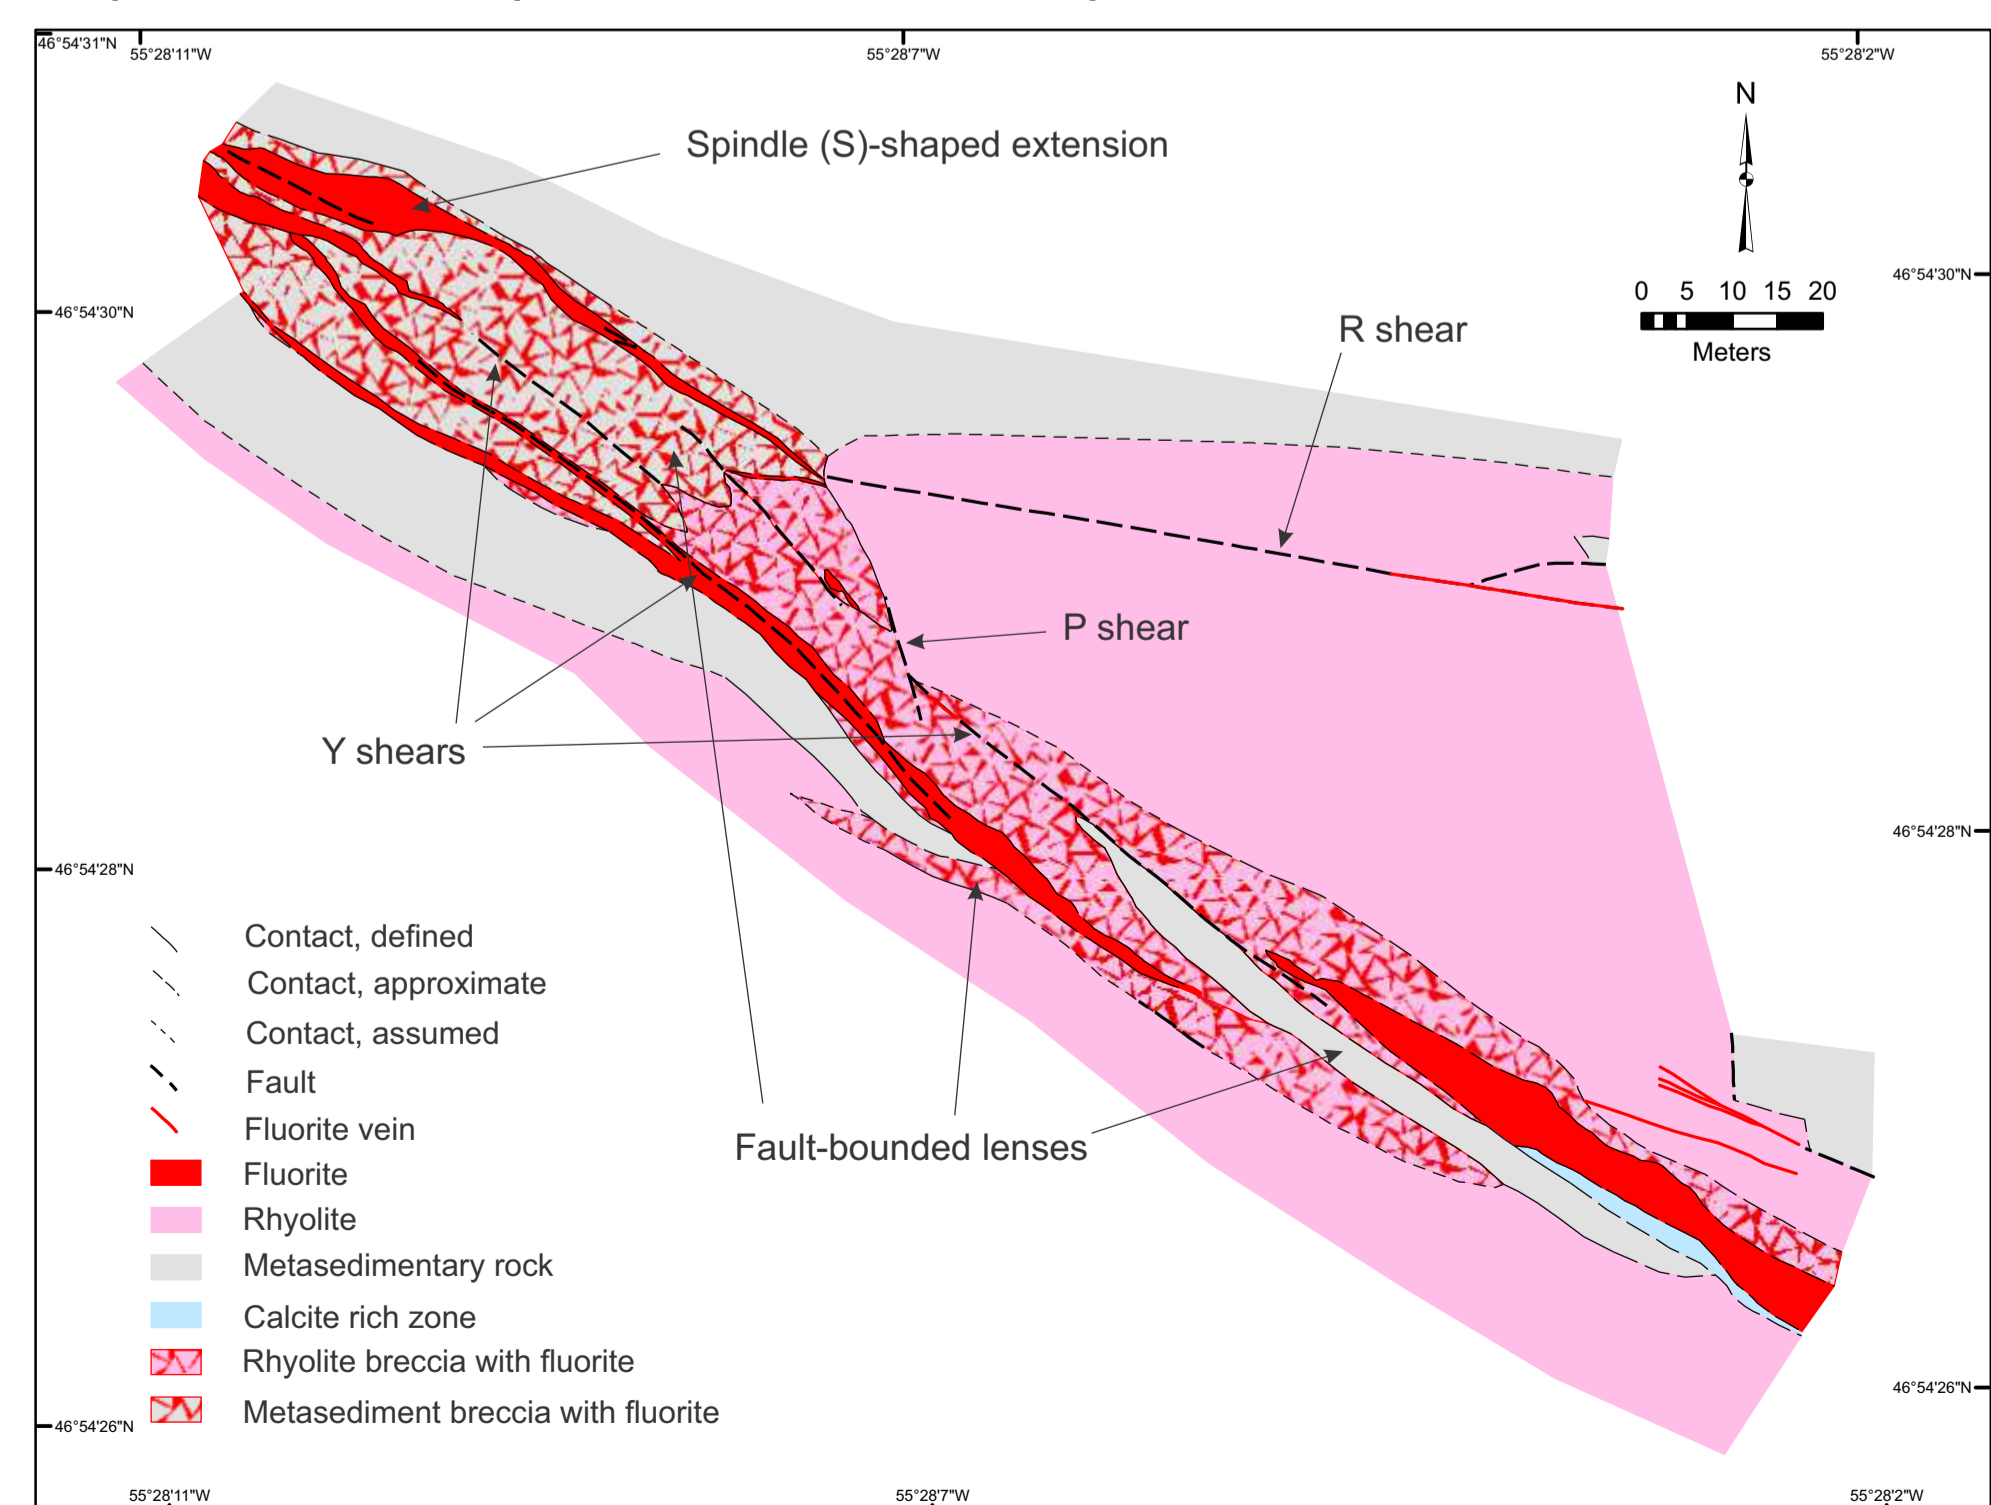 46°54'31"N
55°28'11"W
55°28'7"W
55°28'2"W
N
Spindle (S)-shaped extension
46°54'30"N
0 5 10 15 20
Meters
46°54'30"N
R shear
P shear
Y shears
46°54'28"N
46°54'28"N
Fault-bounded lenses
Contact, defined
Contact, approximate
Contact, assumed
Fault
Fluorite vein
Fluorite
Rhyolite
Metasedimentary rock
Calcite rich zone
Rhyolite breccia with fluorite
Metasediment breccia with fluorite
46°54'26"N
46°54'26"N
55°28'11"W
55°28'7"W
55°28'2"W